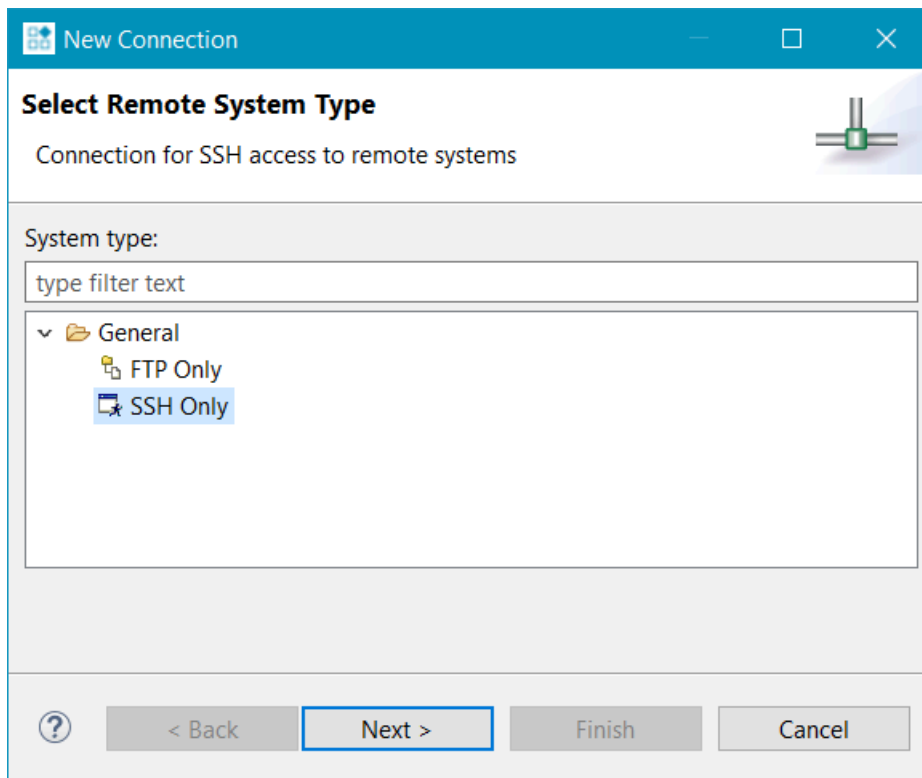 New Connection
Select Remote System Type
Connection for SSH access to remote systems
System type:
type filter text
General
FTP Only
SSH Only
? < Back Next > Finish Cancel